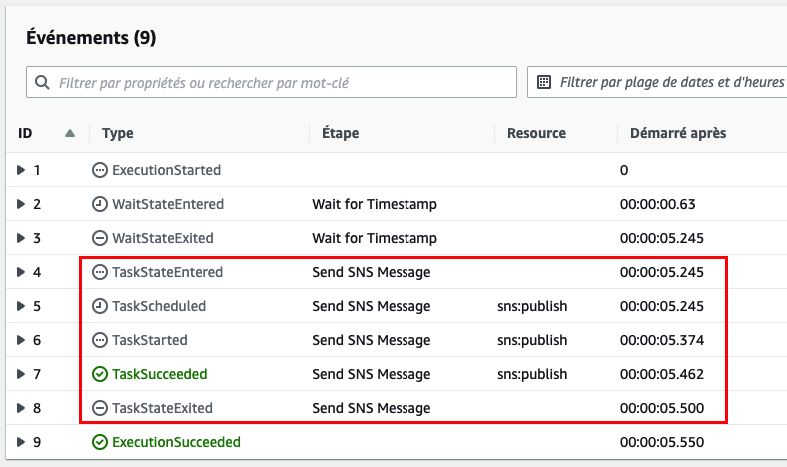 Événements (9)
Filtrer par propriétés ou rechercher par mot-clé Filtrer par plage de dates et d'heures
ID Type Étape Resource Démarré après
1 ExecutionStarted 0
2 WaitStateEntered Wait for Timestamp 00:00:00.63
3 WaitStateExited Wait for Timestamp 00:00:05.245
4 TaskStateEntered Send SNS Message 00:00:05.245
5 TaskScheduled Send SNS Message sns:publish 00:00:05.245
6 TaskStarted Send SNS Message sns:publish 00:00:05.374
7 TaskSucceeded Send SNS Message sns:publish 00:00:05.462
8 TaskStateExited Send SNS Message 00:00:05.500
9 ExecutionSucceeded 00:00:05.550